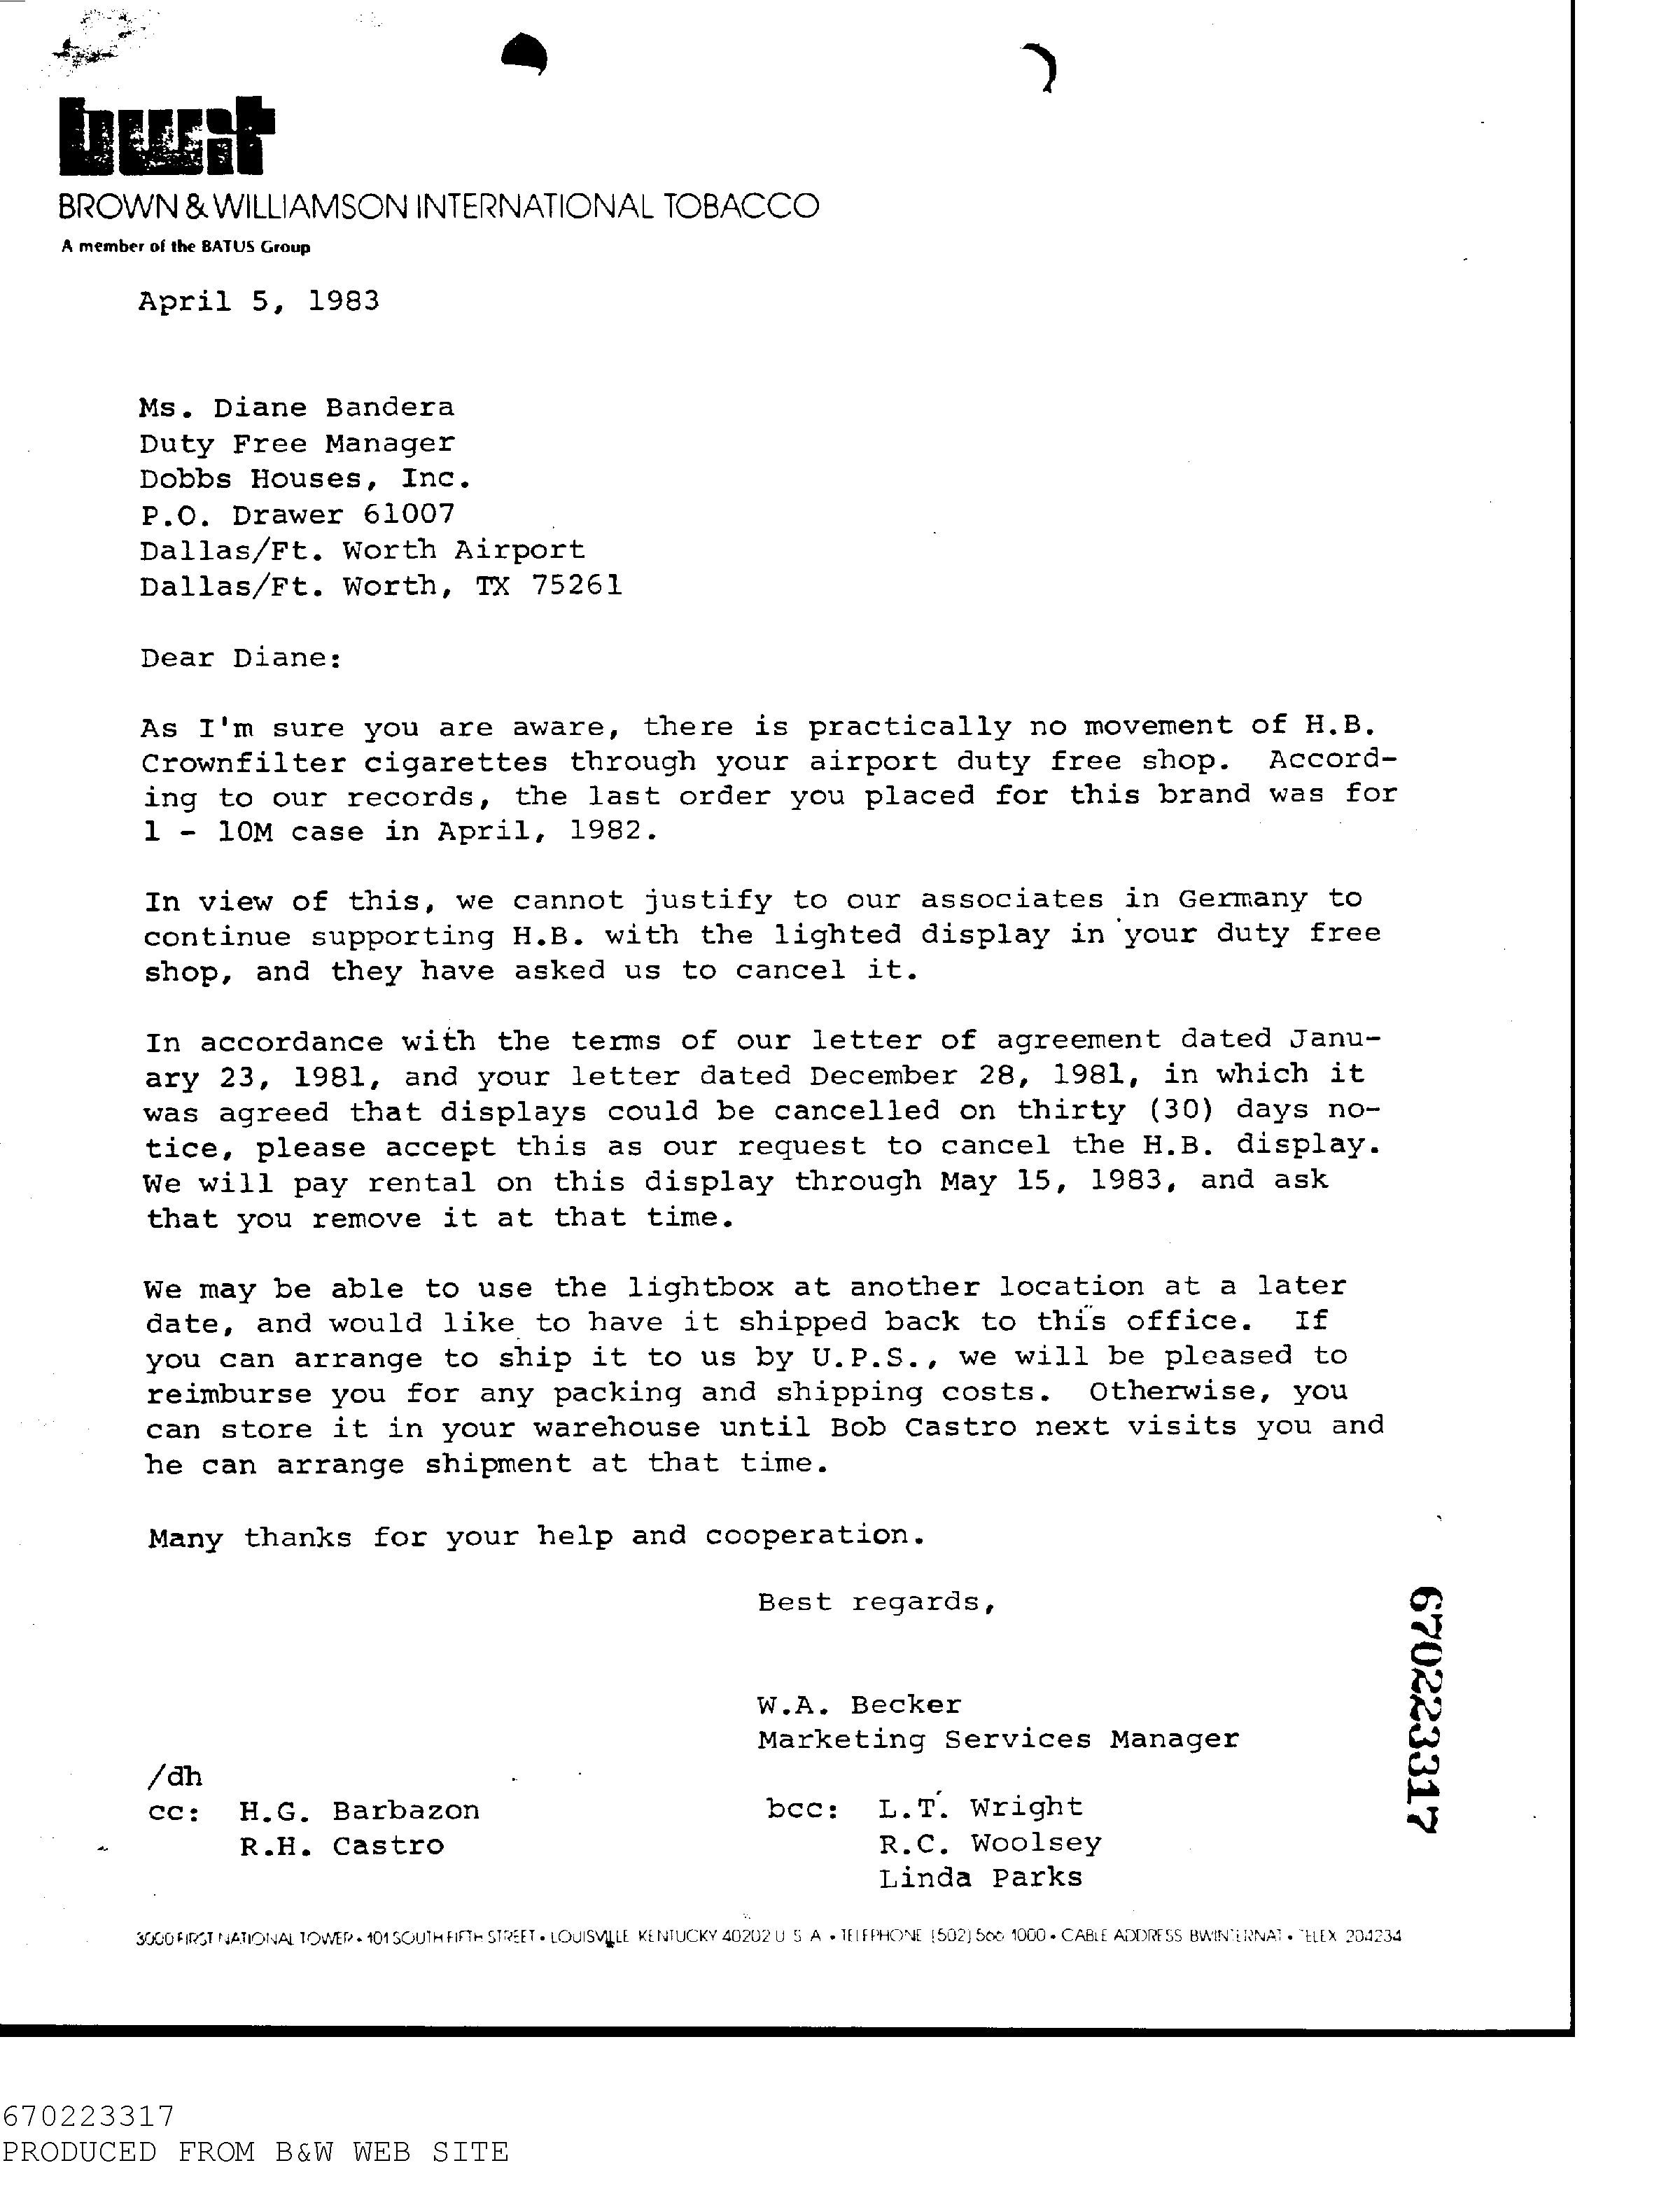 bwit
BROWN & WILLIAMSON INTERNATIONAL TOBACCO
A member of the BATUS Group
April 5, 1983
Ms. Diane Bandera
Duty Free Manager
Dobbs Houses, Inc.
P.O. Drawer 61007
Dallas/Ft. Worth Airport
Dallas/Ft. Worth, TX 75261
Dear Diane:
As I'm sure you are aware, there is practically no movement of H.B.
Crownfilter cigarettes through your airport duty free shop. Accord-
ing to our records, the last order you placed for this brand was for
1 - 10M case in April, 1982.
In view of this, we cannot justify to our associates in Germany to
continue supporting H.B. with the lighted display in your duty free
shop, and they have asked us to cancel it.
In accordance with the terms of our letter of agreement dated Janu-
ary 23, 1981, and your letter dated December 28, 1981, in which it
was agreed that displays could be cancelled on thirty (30) days no-
tice, please accept this as our request to cancel the H.B. display.
We will pay rental on this display through May 15, 1983, and ask
that you remove it at that time.
We may be able to use the lightbox at another location at a later
date, and would like to have it shipped back to this office. If
you can arrange to ship it to us by U.P.S., we will be pleased to
reimburse you for any packing and shipping costs. Otherwise, you
can store it in your warehouse until Bob Castro next visits you and
he can arrange shipment at that time.
Many thanks for your help and cooperation.
Best regards,
W.A. Becker
Marketing Services Manager
/dh
cc: H.G. Barbazon
R.H. Castro
bcc: L.T. Wright
R.C. Woolsey
Linda Parks
670223317
3000 FIRST NATIONAL TOWER • 101 SOUTH FIFTH STREET • LOUISVILLE KENTUCKY 40202 U S A • TELEPHONE (502) 566 1000 • CABLE ADDRESS BWINTERNAT • TELEX 204234
670223317
PRODUCED FROM B&W WEB SITE